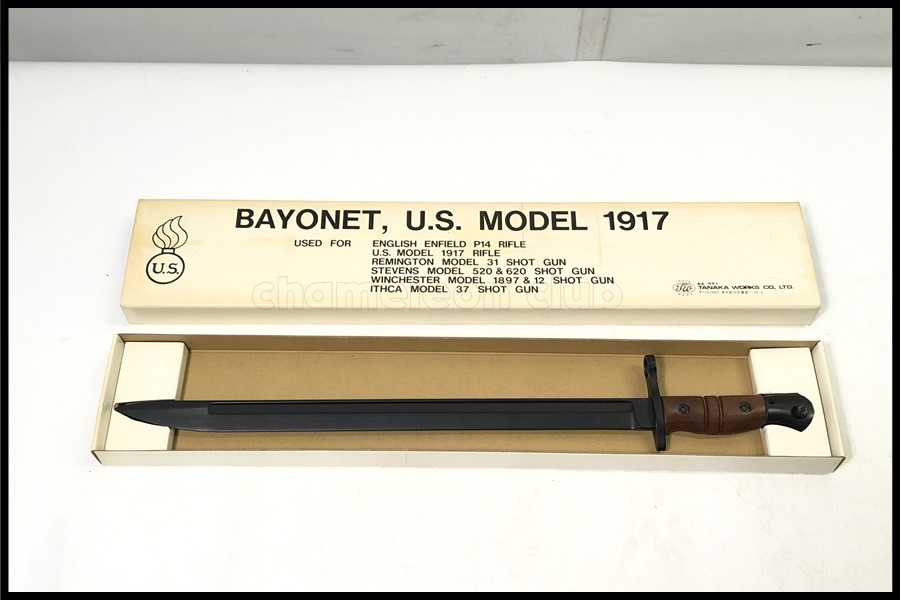 BAYONET, U.S. MODEL 1917
USED FOR ENGLISH ENFIELD P14 RIFLE
U.S. MODEL 1917 RIFLE
REMINGTON MODEL 31 SHOT GUN
STEVENS MODEL 520 & 620 SHOT GUN
WINCHESTER MODEL 1897 & 12 SHOT GUN
ITHCA MODEL 37 SHOT GUN
U.S.
TANAKA WORKS CO., LTD.
chameleon club